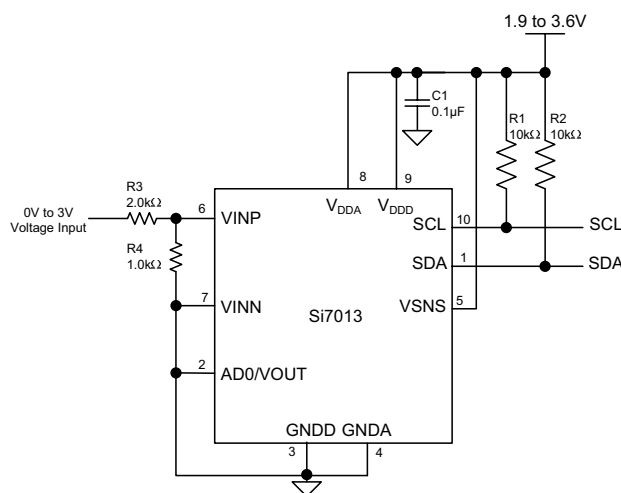 1.9 to 3.6V
C1
0.1µF
R1
10kΩ
R2
10kΩ
8
9
R3
2.0kΩ
0V to 3V
Voltage Input
6
VINP
VDDA
VDDD
SCL
10
SCL
R4
1.0kΩ
SDA
1
SDA
7
VINN
Si7013
VSNS
5
2
AD0/VOUT
GNDD
GNDA
3
4